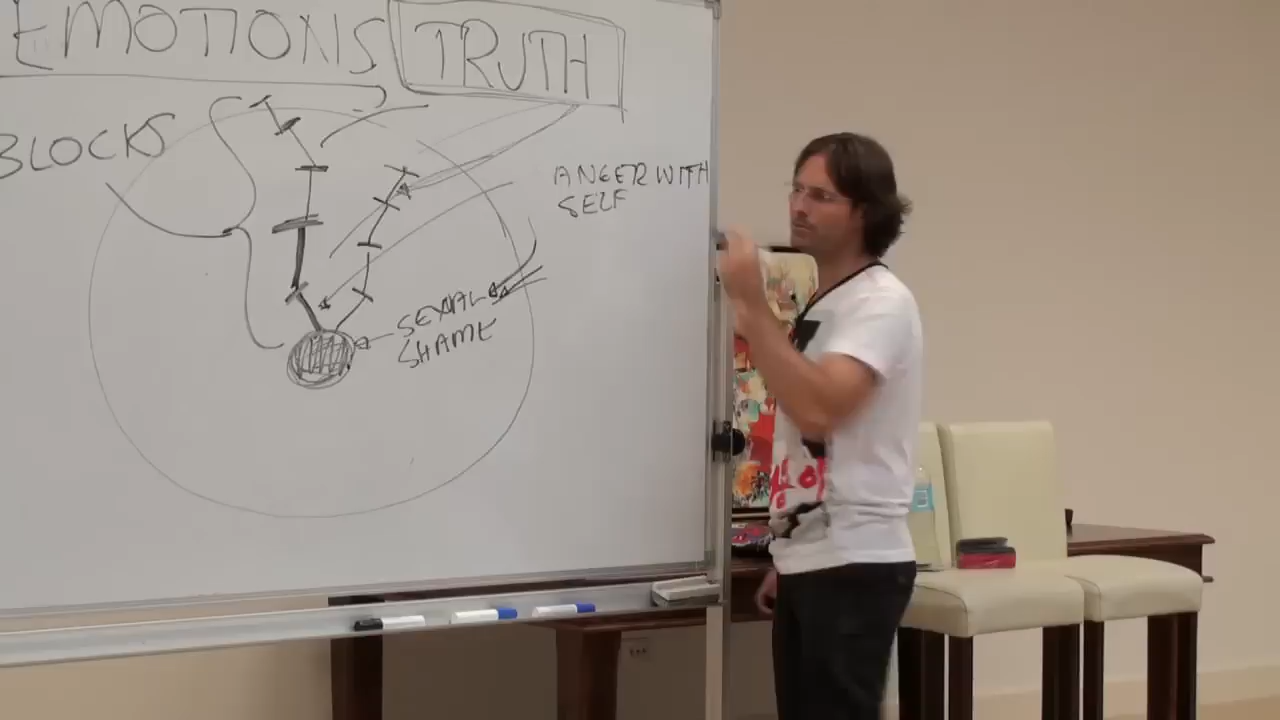 EMOTIONS TRUTH
BLOCKS
ANGER WITH
SELF
SEXUAL
SHAME